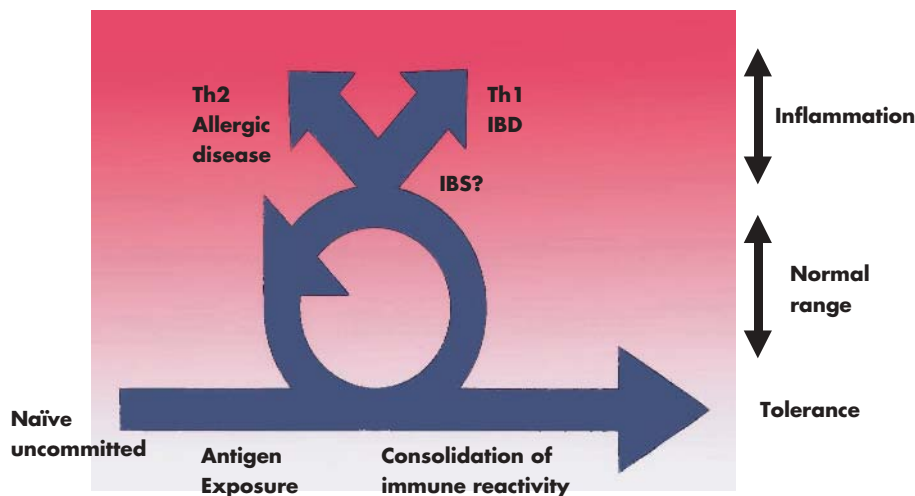 Th2
Allergic
disease
Th1
IBD
IBS?
Inflammation
Normal
range
Tolerance
Naïve
uncommitted
Antigen
Exposure
Consolidation of
immune reactivity